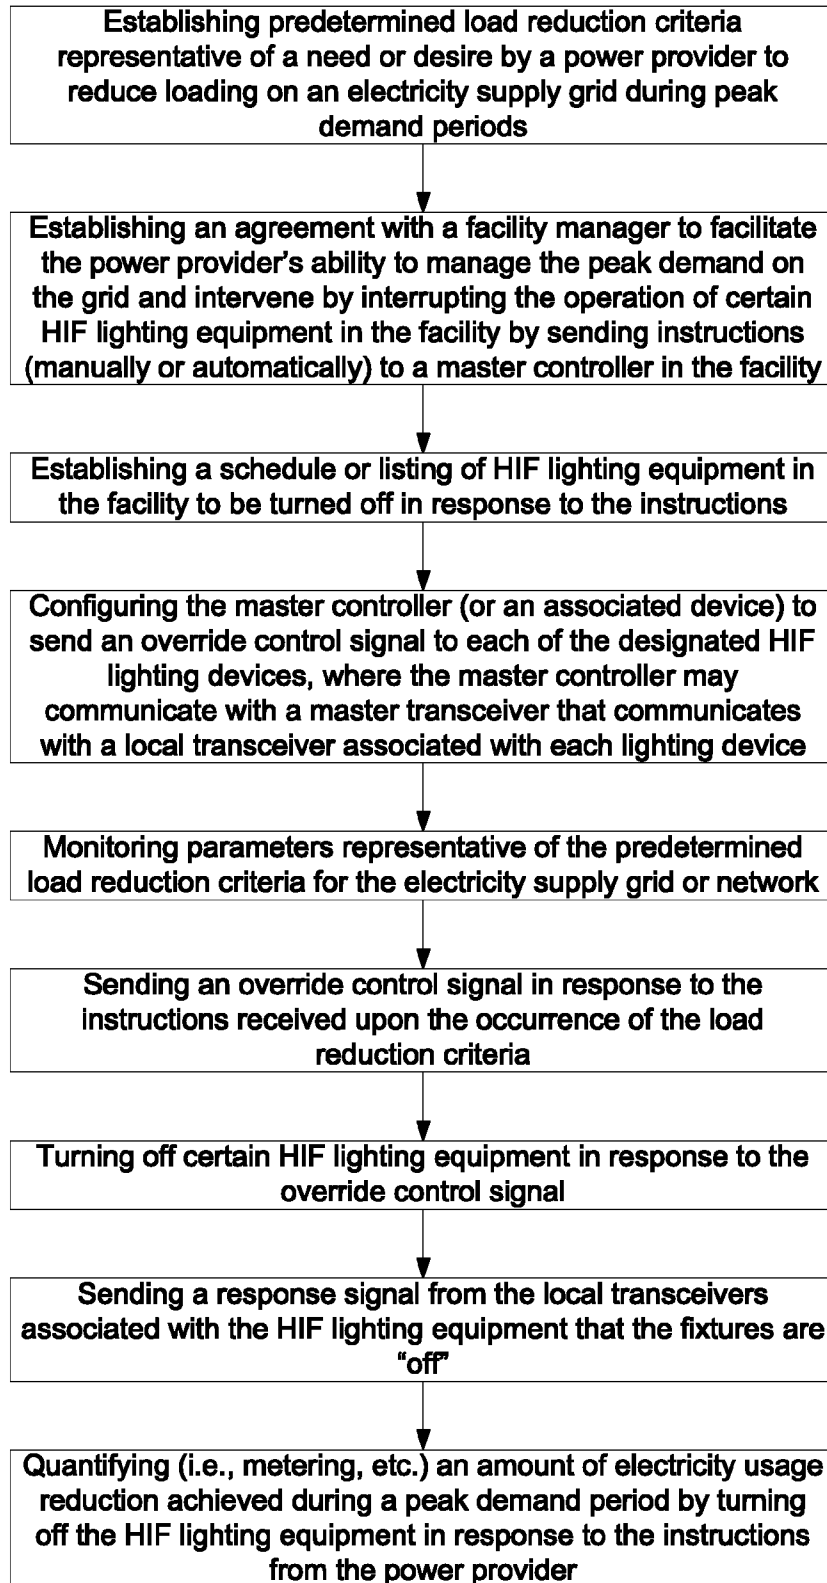 Establishing predetermined load reduction criteria
representative of a need or desire by a power provider to
reduce loading on an electricity supply grid during peak
demand periods
Establishing an agreement with a facility manager to facilitate
the power provider's ability to manage the peak demand on
the grid and intervene by interrupting the operation of certain
HIF lighting equipment in the facility by sending instructions
(manually or automatically) to a master controller in the facility
Establishing a schedule or listing of HIF lighting equipment in
the facility to be turned off in response to the instructions
Configuring the master controller (or an associated device) to
send an override control signal to each of the designated HIF
lighting devices, where the master controller may
communicate with a master transceiver that communicates
with a local transceiver associated with each lighting device
Monitoring parameters representative of the predetermined
load reduction criteria for the electricity supply grid or network
Sending an override control signal in response to the
instructions received upon the occurrence of the load
reduction criteria
Turning off certain HIF lighting equipment in response to the
override control signal
Sending a response signal from the local transceivers
associated with the HIF lighting equipment that the fixtures are
“off”
Quantifying (i.e., metering, etc.) an amount of electricity usage
reduction achieved during a peak demand period by turning
off the HIF lighting equipment in response to the instructions
from the power provider